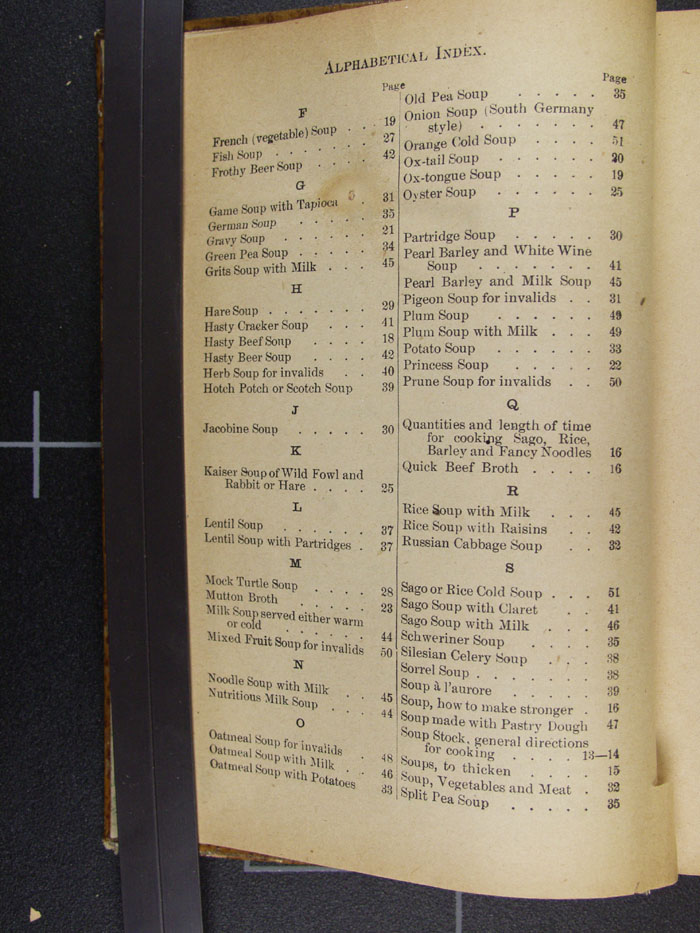 ALPHABETICAL INDEX.
Page
F
French (vegetable) Soup . . 19
Fish Soup . . . . . . 27
Frothy Beer Soup . . . . 42
G
Game Soup with Tapioca . 31
German Soup . . . . . 35
Gravy Soup . . . . . 21
Green Pea Soup . . . . . 34
Grits Soup with Milk . . . 45
H
Hare Soup . . . . . . . 29
Hasty Cracker Soup . . . 41
Hasty Beef Soup . . . . 18
Hasty Beer Soup . . . . 42
Herb Soup for invalids . . 40
Hotch Potch or Scotch Soup 39
J
Jacobine Soup . . . . . 30
K
Kaiser Soup of Wild Fowl and
Rabbit or Hare . . . . 25
L
Lentil Soup . . . . . . 37
Lentil Soup with Partridges . 37
M
Mock Turtle Soup . . . . 28
Mutton Broth . . . . . 23
Milk Soup served either warm
or cold . . . . . . 44
Mixed Fruit Soup for invalids 50
N
Noodle Soup with Milk . . 45
Nutritious Milk Soup . . 44
O
Oatmeal Soup for invalids . 48
Oatmeal Soup with Milk . . 46
Oatmeal Soup with Potatoes 33
Page
Old Pea Soup . . . . . 35
Onion Soup (South Germany
style) . . . . . . . 47
Orange Cold Soup . . . . 51
Ox-tail Soup . . . . . . 20
Ox-tongue Soup . . . . . 19
Oyster Soup . . . . . . 25
P
Partridge Soup . . . . . 30
Pearl Barley and White Wine
Soup . . . . . . . 41
Pearl Barley and Milk Soup 45
Pigeon Soup for invalids . . 31
Plum Soup . . . . . . 49
Plum Soup with Milk . . . 49
Potato Soup . . . . . . 33
Princess Soup . . . . . 22
Prune Soup for invalids . . 50
Q
Quantities and length of time
for cooking Sago, Rice,
Barley and Fancy Noodles 16
Quick Beef Broth . . . . 16
R
Rice Soup with Milk . . . 45
Rice Soup with Raisins . . 42
Russian Cabbage Soup . . 32
S
Sago or Rice Cold Soup . . . 51
Sago Soup with Claret . . 41
Sago Soup with Milk . . . 46
Schweriner Soup . . . . 35
Silesian Celery Soup . . . 38
Sorrel Soup . . . . . . . 38
Soup à l'aurore . . . . . 39
Soup, how to make stronger . 16
Soup made with Pastry Dough 47
Soup Stock, general directions
for cooking . . . . 13—14
Soups, to thicken . . . . 15
Soup, Vegetables and Meat . 32
Split Pea Soup . . . . . 35